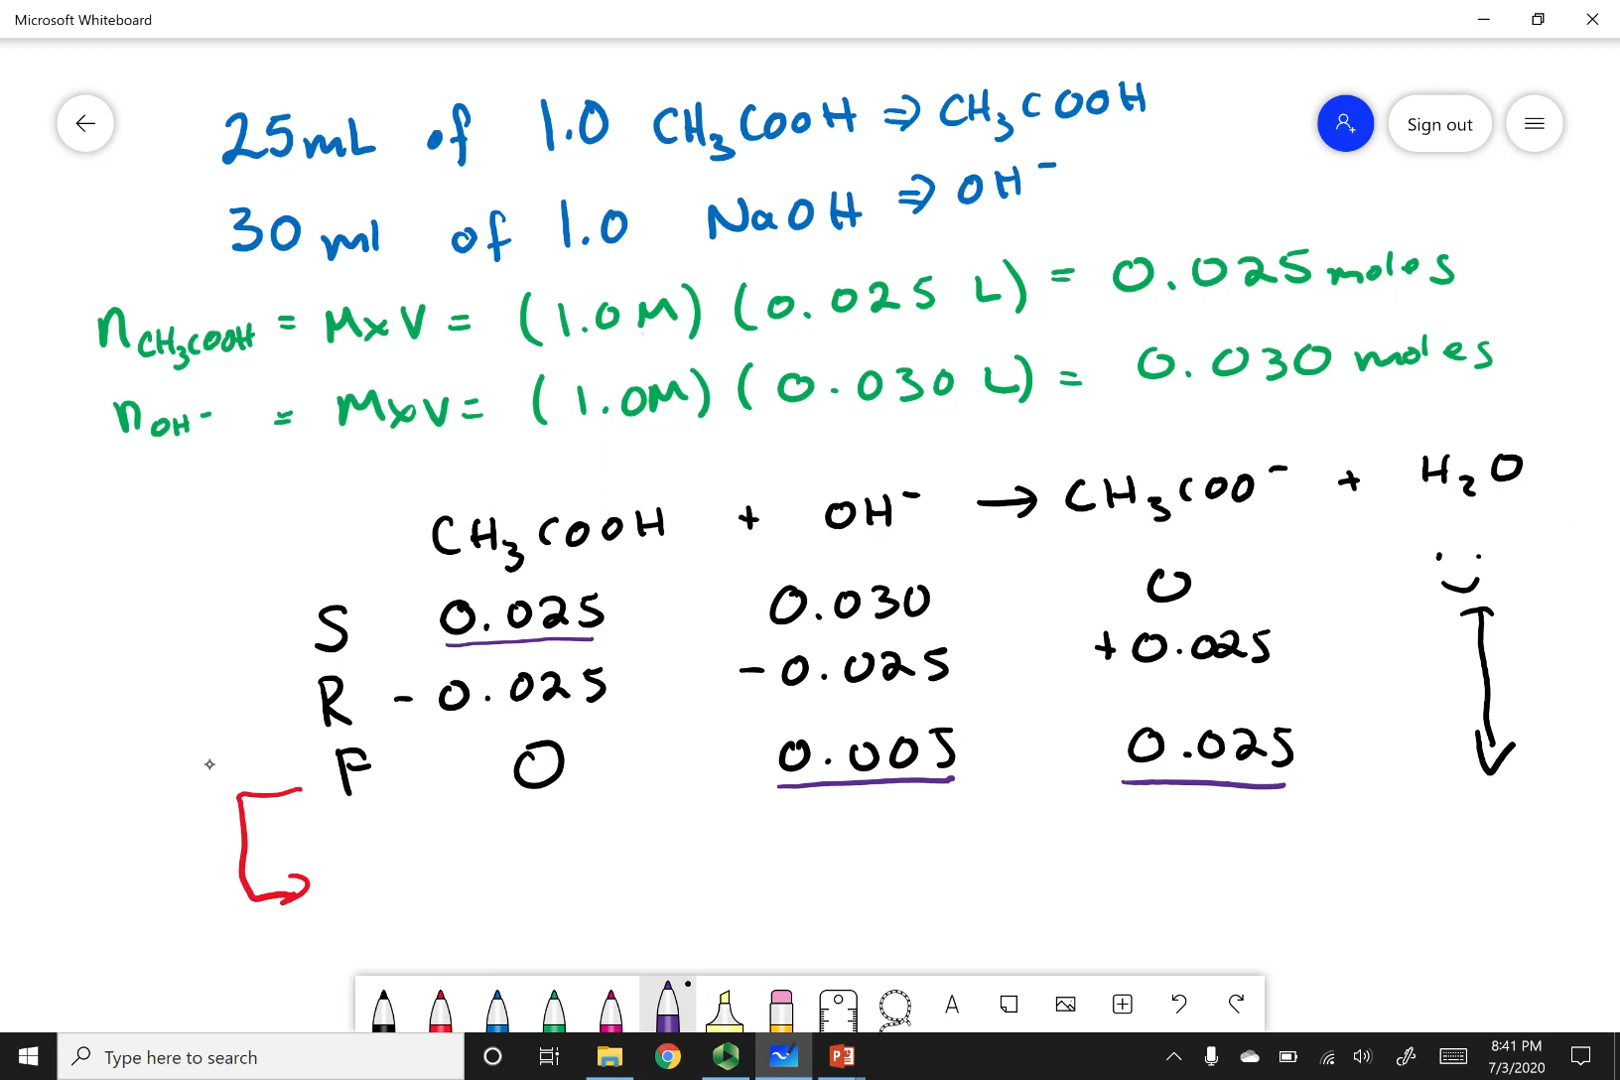 Microsoft Whiteboard
25mL of 1.0 CH₃COOH ⇒ CH₃COOH
Sign out
30 ml of 1.0 NaOH ⇒ OH⁻
n CH₃COOH = M×V = (1.0M) (0.025 L) = 0.025 moles
n OH⁻ = M×V = (1.0M) (0.030 L) = 0.030 moles
CH₃COOH + OH⁻ → CH₃COO⁻ + H₂O
S 0.025 0.030 0
R -0.025 -0.025 +0.025
F 0 0.005 0.025
A
Type here to search
8:41 PM
7/3/2020